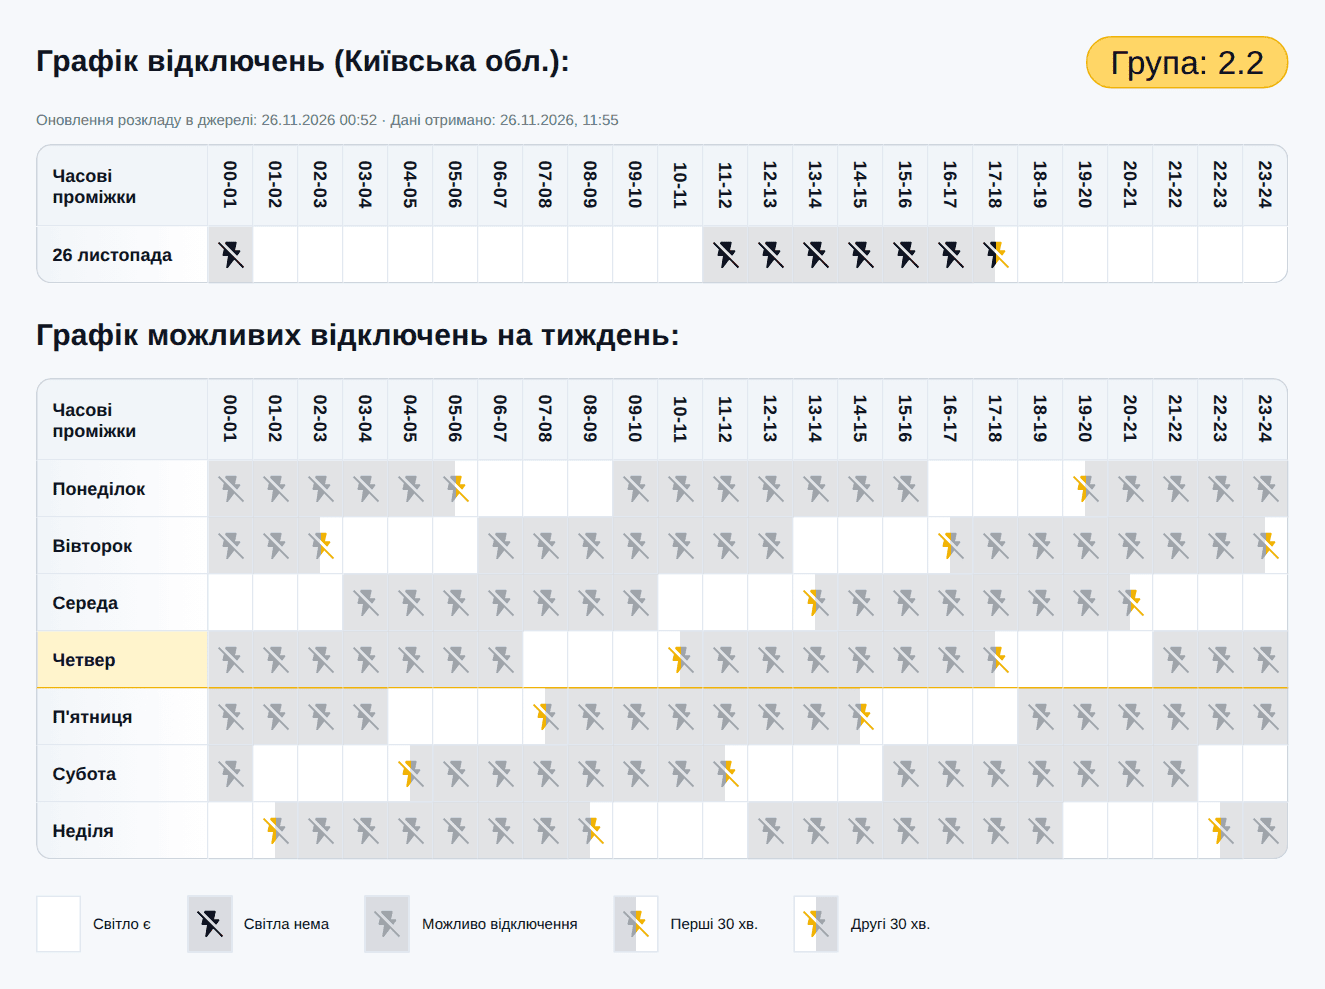 Графік відключень (Київська обл.):
Група: 2.2
Оновлення розкладу в джерелі: 26.11.2026 00:52 · Дані отримано: 26.11.2026, 11:55
Часові проміжки 00-01 01-02 02-03 03-04 04-05 05-06 06-07 07-08 08-09 09-10 10-11 11-12 12-13 13-14 14-15 15-16 16-17 17-18 18-19 19-20 20-21 21-22 22-23 23-24
26 листопада
Графік можливих відключень на тиждень:
Часові проміжки 00-01 01-02 02-03 03-04 04-05 05-06 06-07 07-08 08-09 09-10 10-11 11-12 12-13 13-14 14-15 15-16 16-17 17-18 18-19 19-20 20-21 21-22 22-23 23-24
Понеділок
Вівторок
Середа
Четвер
П'ятниця
Субота
Неділя
Світло є Світла нема Можливо відключення Перші 30 хв. Другі 30 хв.